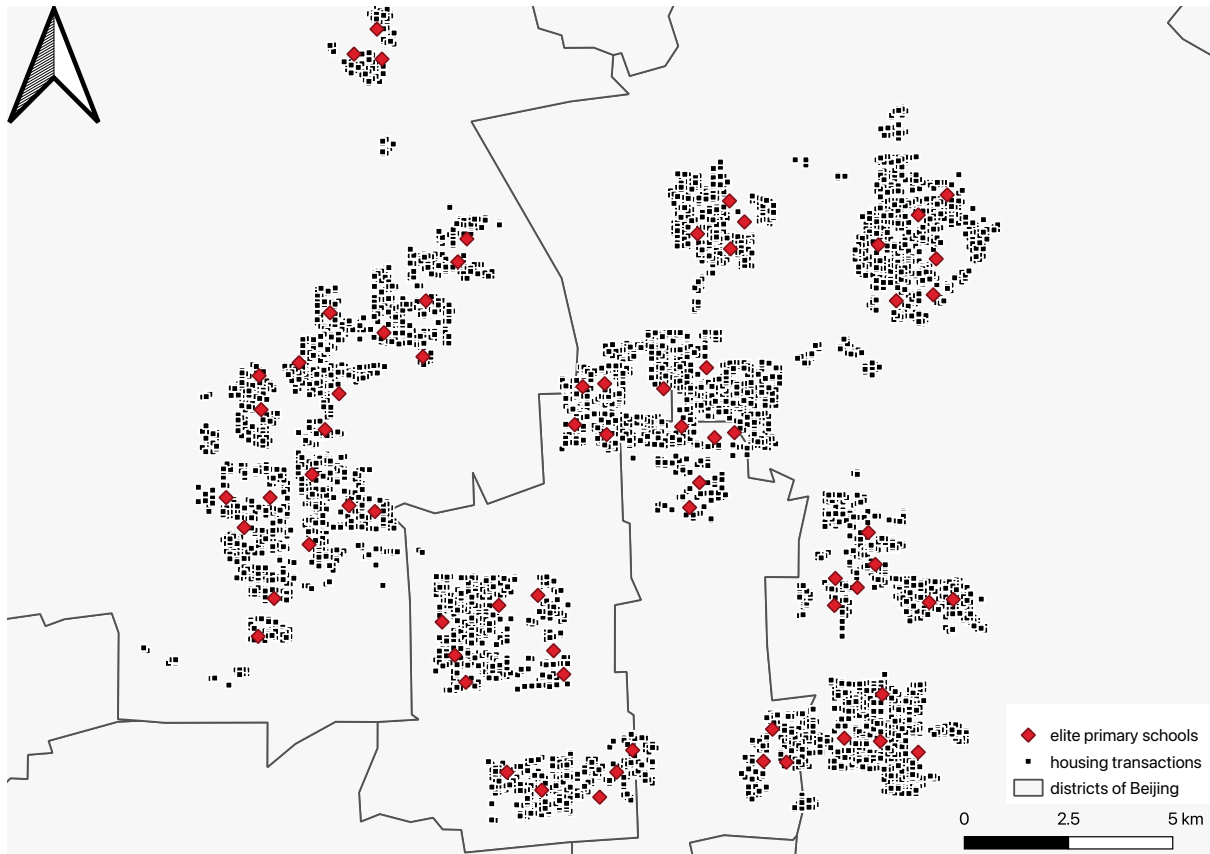 elite primary schools
housing transactions
districts of Beijing
0 2.5 5 km